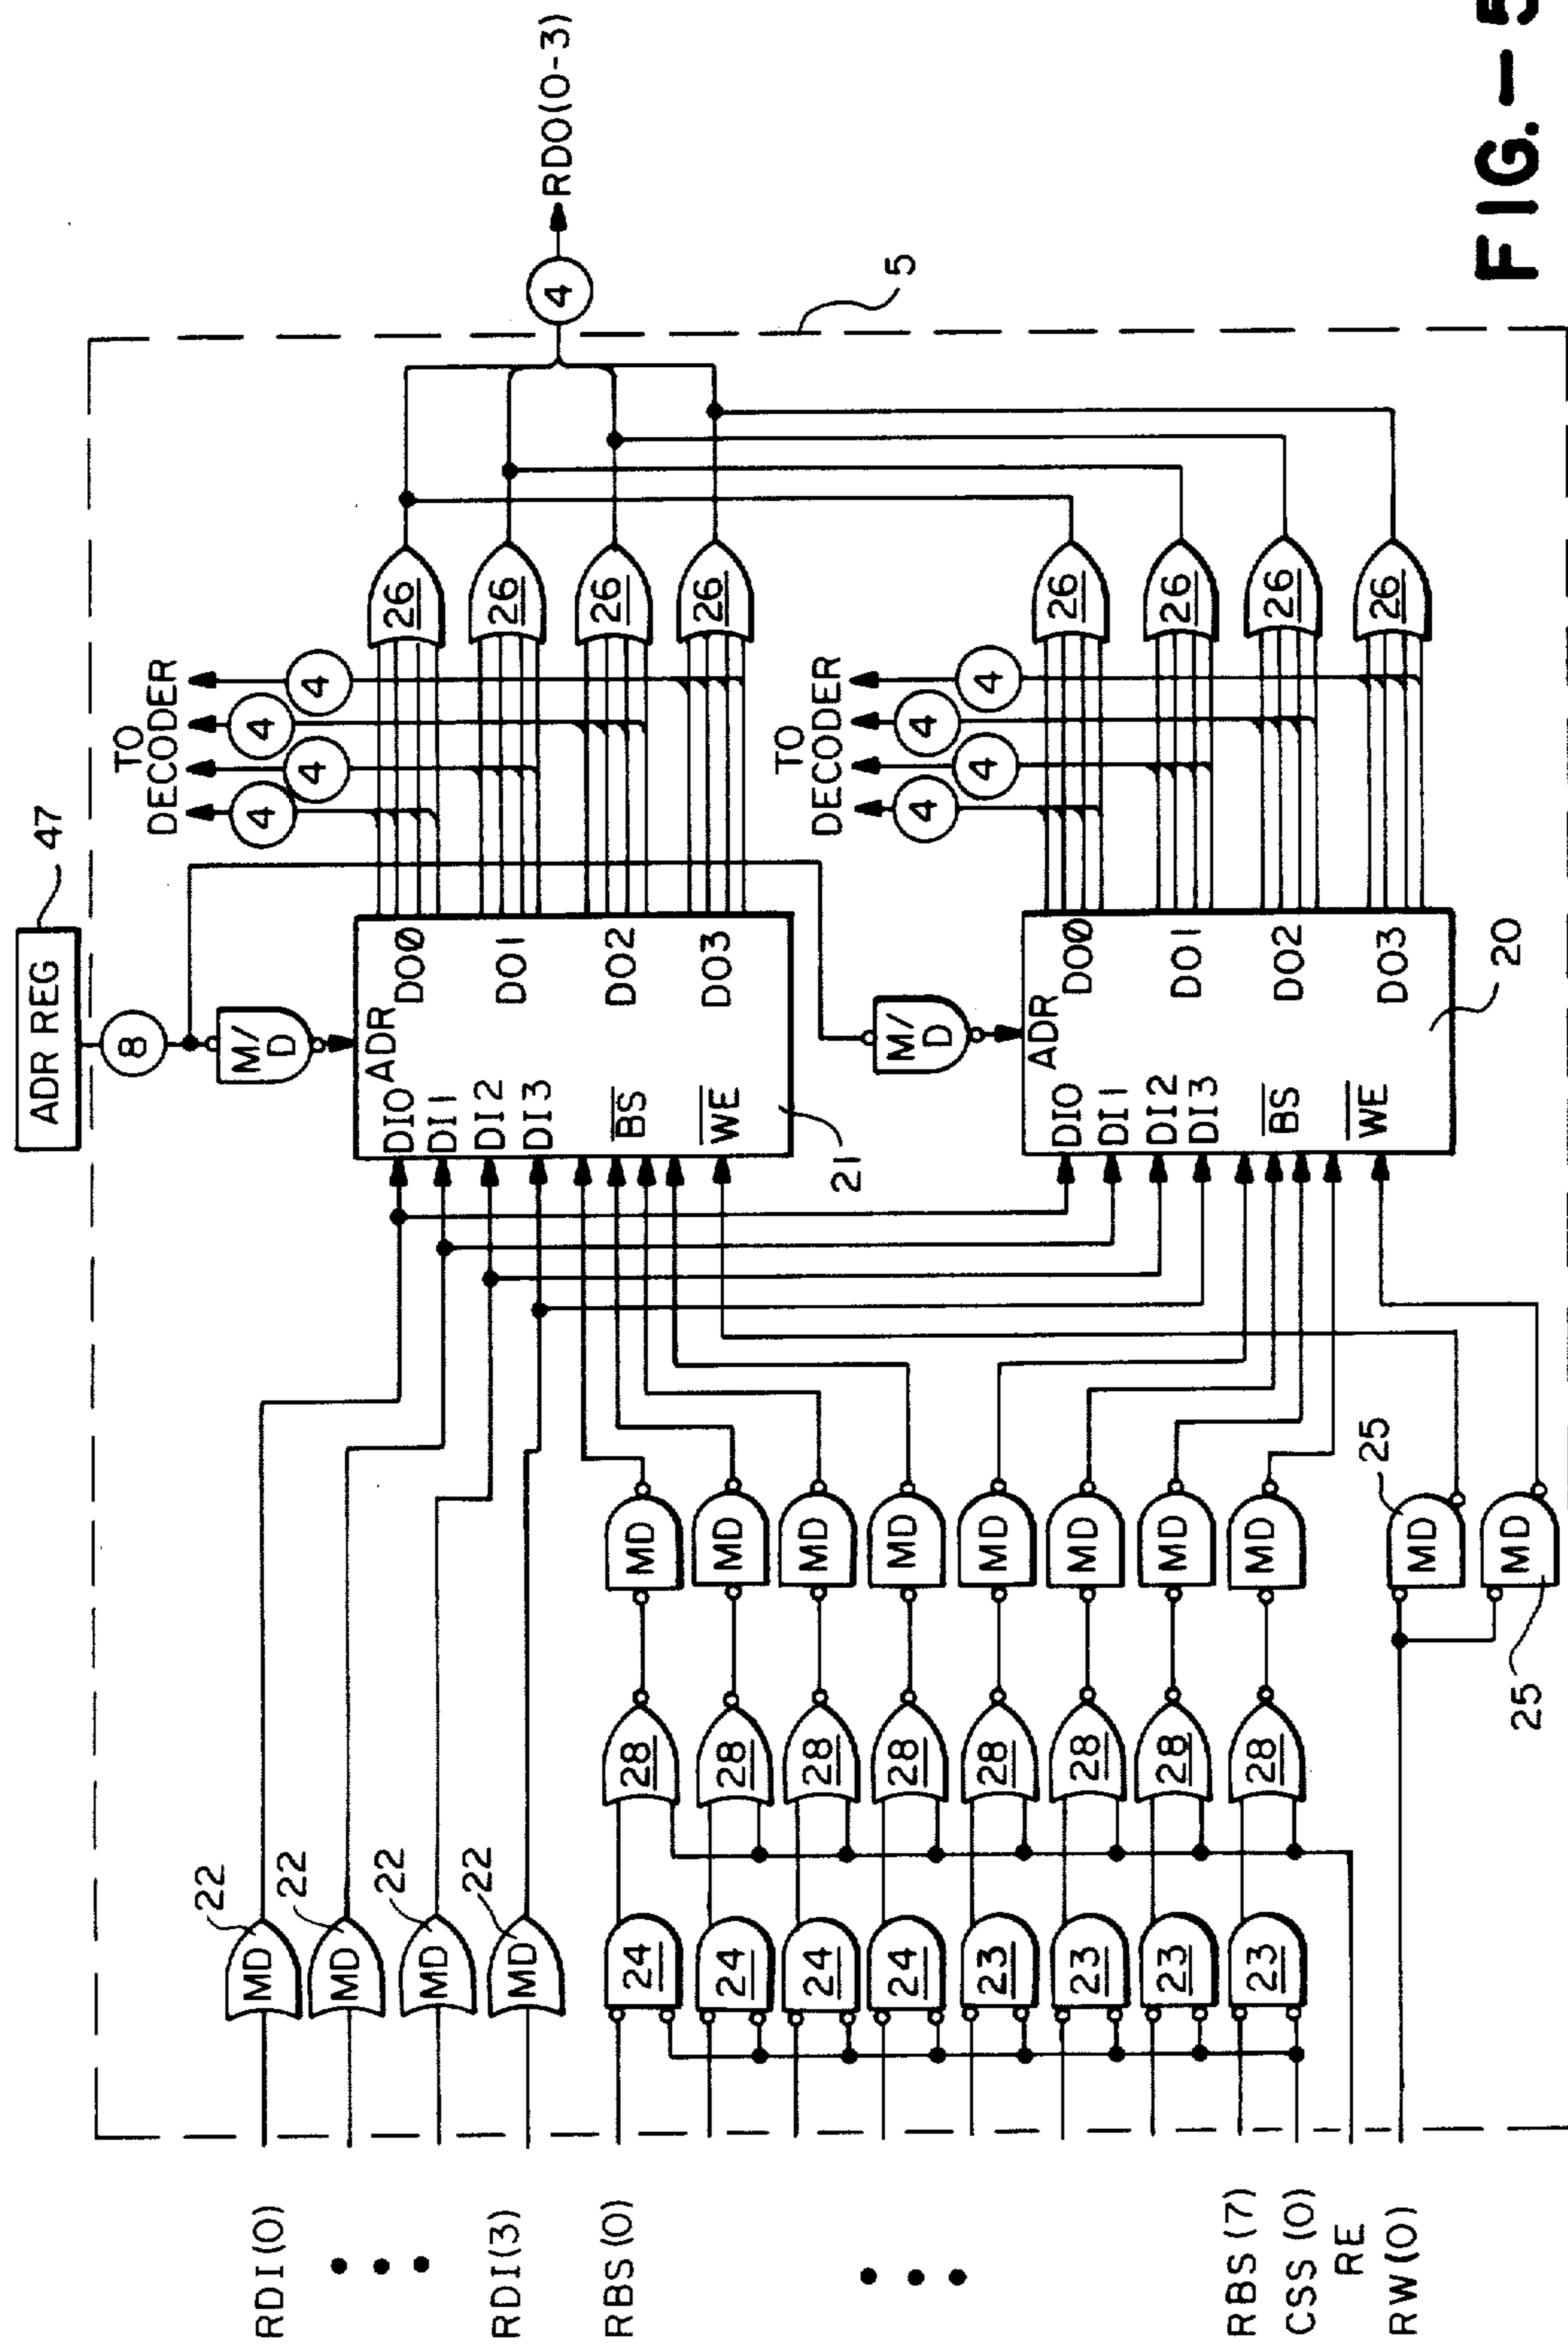 ADR REG
47
8
TO
DECODER
4
4
4
4
RDI(0)
22
MD
22
MD
22
MD
RDI(3)
22
MD
M/
D
ADR
DI0
DI1
DI2
DI3
BS
WE
DO0
DO1
DO2
DO3
21
26
26
26
26
4
RDO(0-3)
5
RBS(0)
24
28
MD
24
28
MD
24
28
MD
24
28
MD
23
28
MD
23
28
MD
23
28
MD
RBS(7)
23
28
MD
CSS(0)
RE
RW(0)
25
MD
25
MD
TO
DECODER
4
4
4
4
M/
D
ADR
DI0
DI1
DI2
DI3
BS
WE
DO0
DO1
DO2
DO3
20
26
26
26
26
FIG.-5